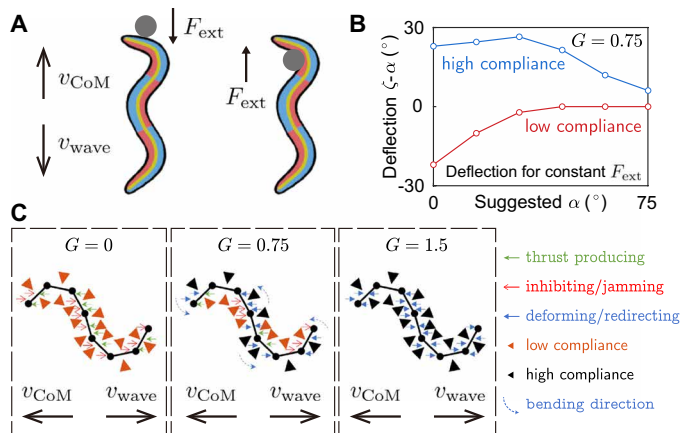 A
F_ext
v_CoM
F_ext
v_wave
B
30
G = 0.75
high compliance
Deflection ζ-α (°)
0
low compliance
Deflection for constant F_ext
-30
0
Suggested α (°)
75
C
G = 0
G = 0.75
G = 1.5
thrust producing
inhibiting/jamming
deforming/redirecting
low compliance
high compliance
bending direction
v_CoM v_wave
v_CoM v_wave
v_CoM v_wave